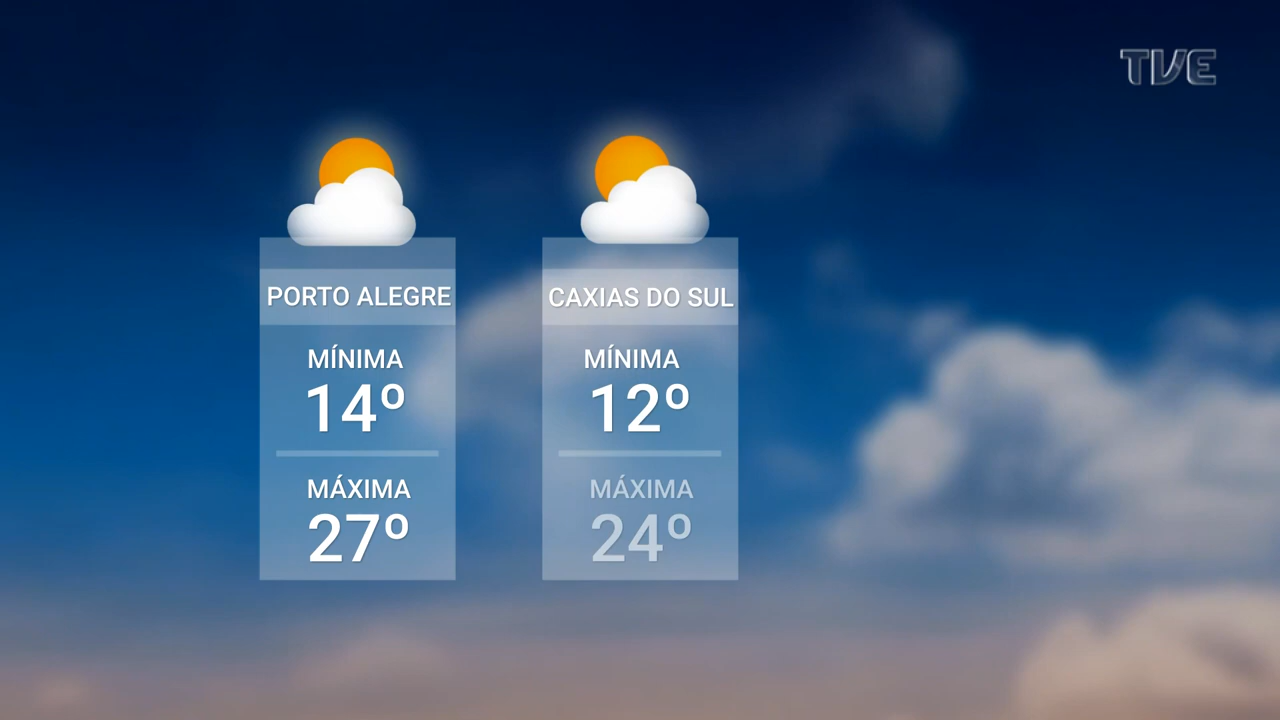 TVE
PORTO ALEGRE
MÍNIMA
14º
MÁXIMA
27º
CAXIAS DO SUL
MÍNIMA
12º
MÁXIMA
24º